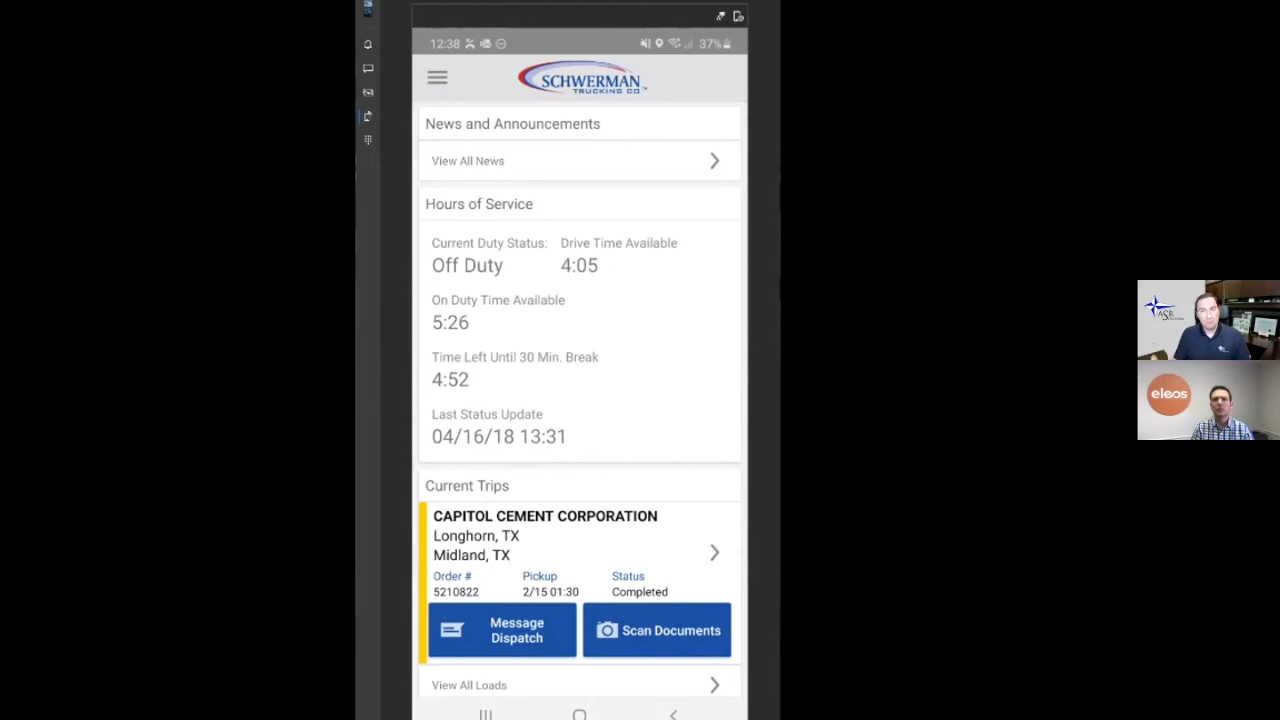 12:38
37%
SCHWERMAN
TRUCKING CO
News and Announcements
View All News
Hours of Service
Current Duty Status: Drive Time Available
Off Duty 4:05
On Duty Time Available
5:26
Time Left Until 30 Min. Break
4:52
Last Status Update
04/16/18 13:31
Current Trips
CAPITOL CEMENT CORPORATION
Longhorn, TX
Midland, TX
Order # Pickup Status
5210822 2/15 01:30 Completed
Message
Dispatch
Scan Documents
View All Loads
ASR
eleos